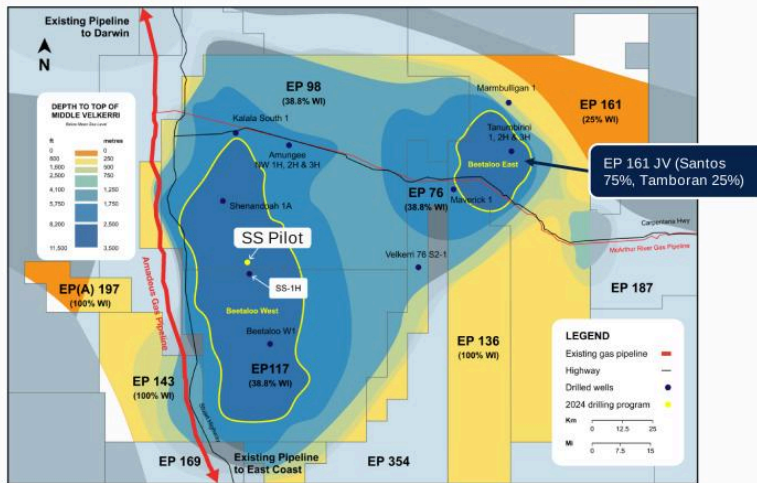 Existing Pipeline
to Darwin
N
DEPTH TO TOP OF
MIDDLE VELKERRI
Below Mean Sea Level
ft metres
0 0
800 250
1,600 500
2,500 750
4,100 1,250
5,750 1,750
8,200 2,500
11,500 3,500
EP 98
(38.8% WI)
Marmbulligan 1
EP 161
(25% WI)
Kalala South 1
Amungee
NW 1H, 2H & 3H
Tanumbirini
1, 2H & 3H
Beetaloo East
EP 161 JV (Santos
75%, Tamboran 25%)
EP 76
(38.8% WI)
Maverick 1
Shenandoah 1A
SS Pilot
SS-1H
Velkerri 76 S2-1
Carpentaria Hwy
McArthur River Gas Pipeline
EP(A) 197
(100% WI)
Amadeus Gas Pipeline
Beetaloo West
EP 187
Beetaloo W1
EP117
(38.8% WI)
EP 136
(100% WI)
EP 143
(100% WI)
Stuart Highway
EP 169
Existing Pipeline
to East Coast
EP 354
LEGEND
Existing gas pipeline
Highway
Drilled wells
2024 drilling program
Km
0 12.5 25
Mi
0 7.5 15